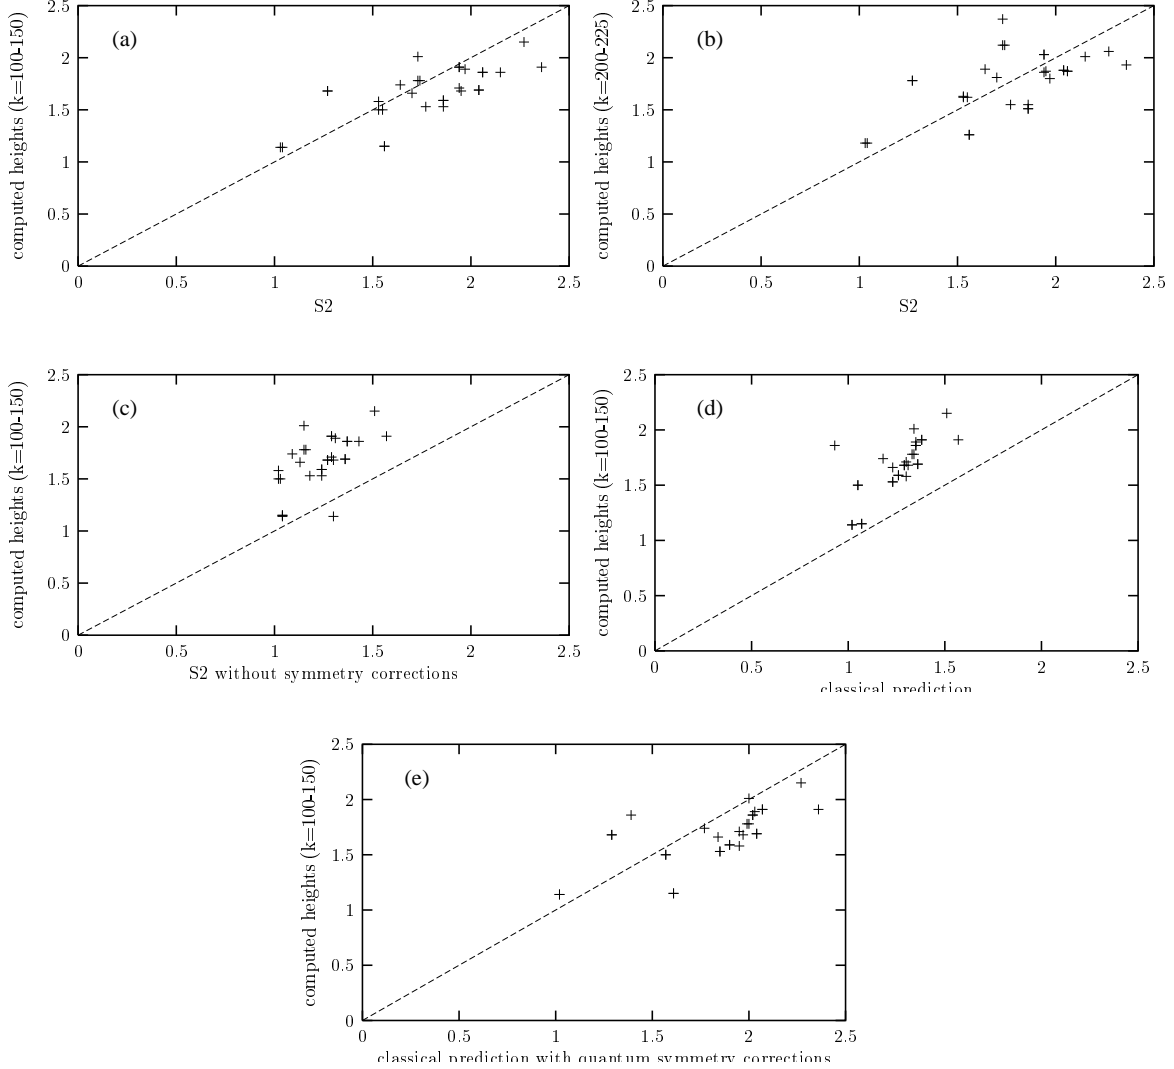 2.5
2
1.5
1
0.5
0
0 0.5 1 1.5 2 2.5
computed heights (k=100-150)
(a)
S2
2.5
2
1.5
1
0.5
0
0 0.5 1 1.5 2 2.5
computed heights (k=200-225)
(b)
S2
2.5
2
1.5
1
0.5
0
0 0.5 1 1.5 2 2.5
computed heights (k=100-150)
(c)
S2 without symmetry corrections
2.5
2
1.5
1
0.5
0
0 0.5 1 1.5 2 2.5
computed heights (k=100-150)
(d)
classical prediction
2.5
2
1.5
1
0.5
0
0 0.5 1 1.5 2 2.5
computed heights (k=100-150)
(e)
classical prediction with quantum symmetry corrections